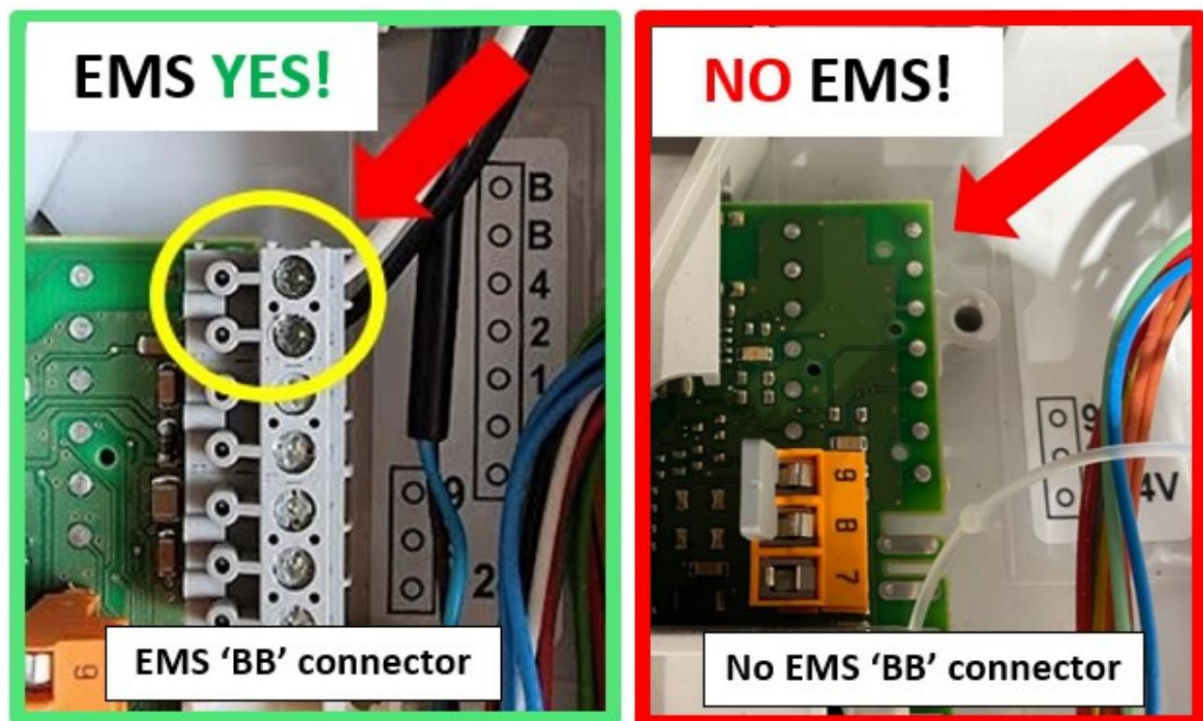 EMS YES!
B
B
4
2
1
9
2
9
EMS ‘BB’ connector
NO EMS!
9
4V
9
8
7
No EMS ‘BB’ connector